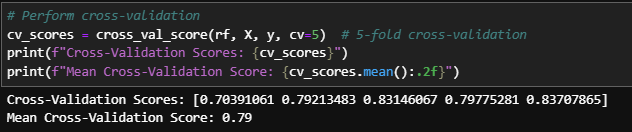 # Perform cross-validation
cv_scores = cross_val_score(rf, X, y, cv=5)  # 5-fold cross-validation
print(f"Cross-Validation Scores: {cv_scores}")
print(f"Mean Cross-Validation Score: {cv_scores.mean():.2f}")
Cross-Validation Scores: [0.70391061 0.79213483 0.83146067 0.79775281 0.83707865]
Mean Cross-Validation Score: 0.79